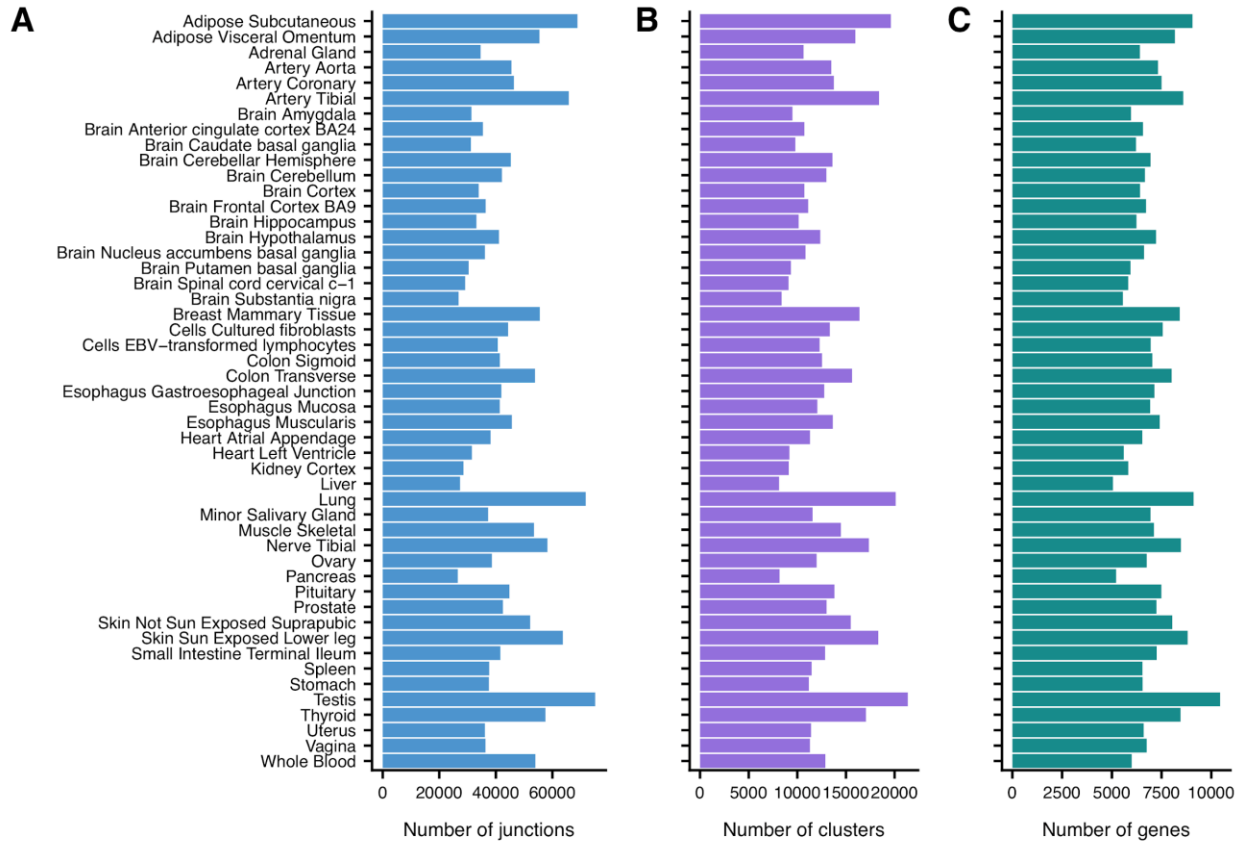 A
B
C
Adipose Subcutaneous
Adipose Visceral Omentum
Adrenal Gland
Artery Aorta
Artery Coronary
Artery Tibial
Brain Amygdala
Brain Anterior cingulate cortex BA24
Brain Caudate basal ganglia
Brain Cerebellar Hemisphere
Brain Cerebellum
Brain Cortex
Brain Frontal Cortex BA9
Brain Hippocampus
Brain Hypothalamus
Brain Nucleus accumbens basal ganglia
Brain Putamen basal ganglia
Brain Spinal cord cervical c−1
Brain Substantia nigra
Breast Mammary Tissue
Cells Cultured fibroblasts
Cells EBV−transformed lymphocytes
Colon Sigmoid
Colon Transverse
Esophagus Gastroesophageal Junction
Esophagus Mucosa
Esophagus Muscularis
Heart Atrial Appendage
Heart Left Ventricle
Kidney Cortex
Liver
Lung
Minor Salivary Gland
Muscle Skeletal
Nerve Tibial
Ovary
Pancreas
Pituitary
Prostate
Skin Not Sun Exposed Suprapubic
Skin Sun Exposed Lower leg
Small Intestine Terminal Ileum
Spleen
Stomach
Testis
Thyroid
Uterus
Vagina
Whole Blood
0 20000 40000 60000
Number of junctions
0 5000 10000 15000 20000
Number of clusters
0 2500 5000 7500 10000
Number of genes